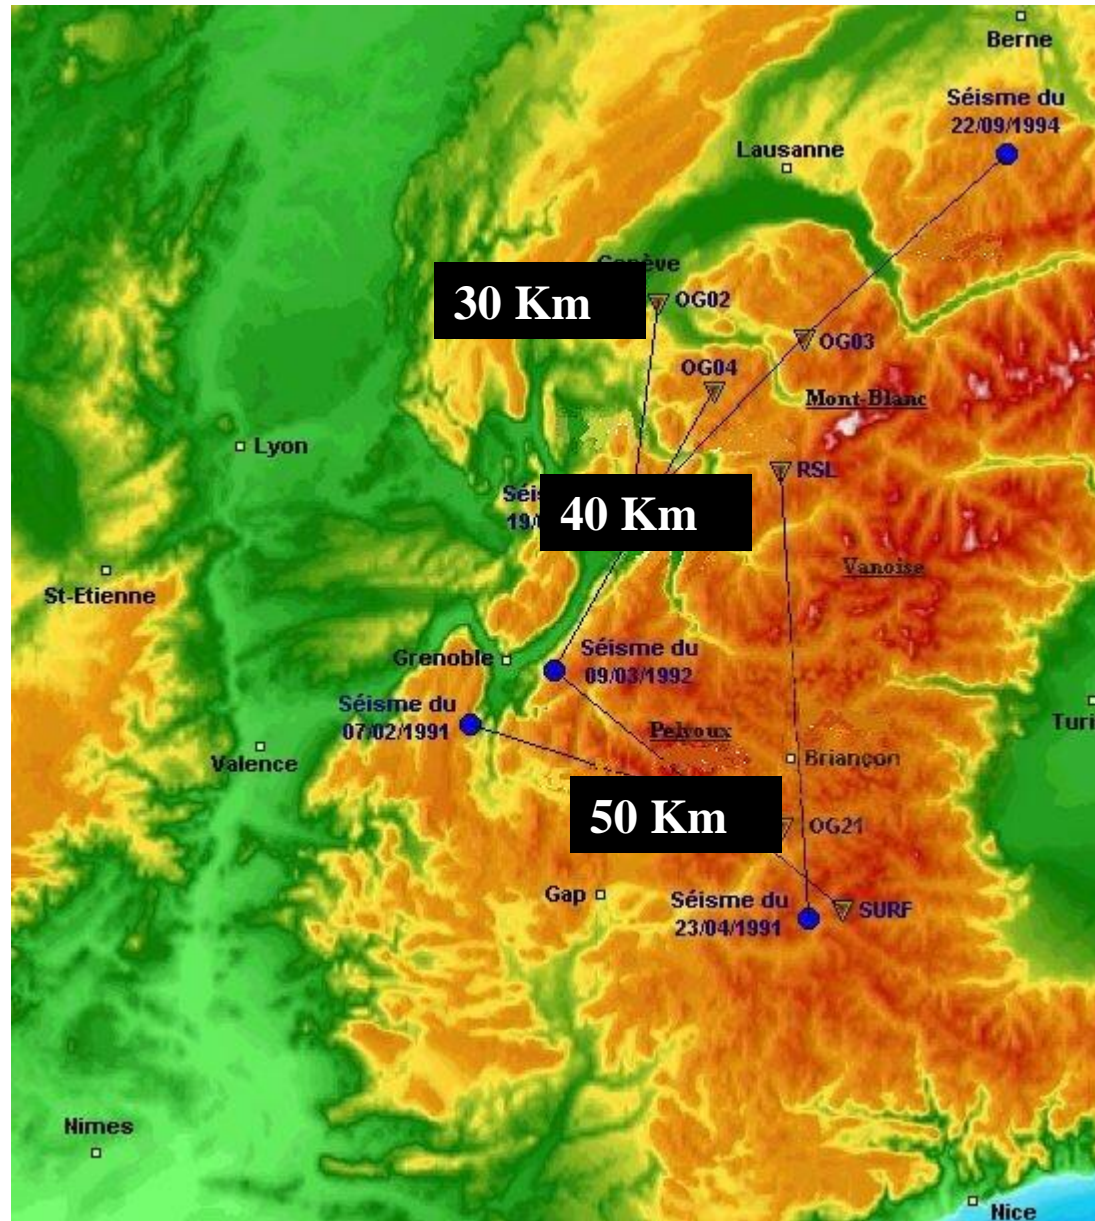 Berne
Séisme du
22/09/1994
Lausanne
30 Km
OG02
OG03
OG04
Mont-Blanc
Lyon
RSL
40 Km
Vanoise
St-Etienne
Grenoble
Séisme du
09/03/1992
Séisme du
07/02/1991
Pelvoux
Valence
Briançon
50 Km
OG21
Gap
Séisme du
23/04/1991
SURF
Nimes
Nice